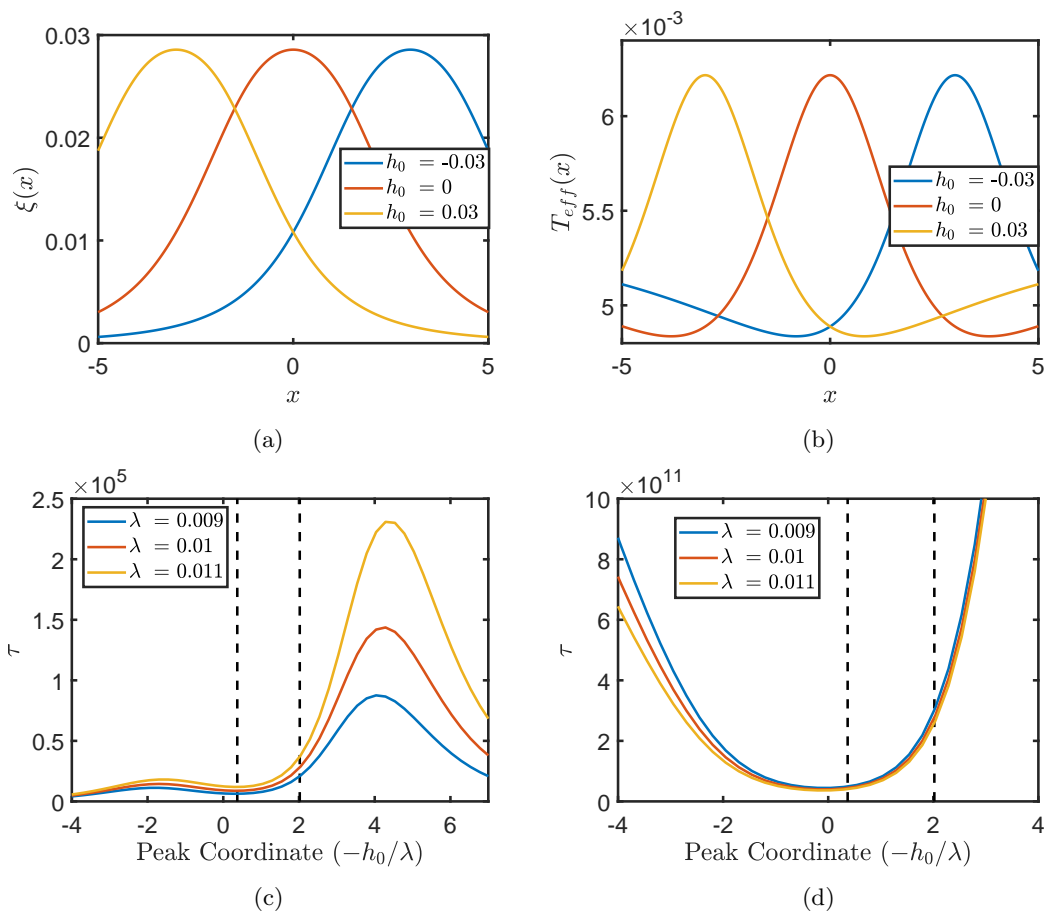 0.03
0.02
0.01
0
ξ(x)
-5
0
5
x
h₀ = -0.03
h₀ = 0
h₀ = 0.03
(a)
×10⁻³
6
5.5
5
T_{eff}(x)
-5
0
5
x
h₀ = -0.03
h₀ = 0
h₀ = 0.03
(b)
×10⁵
2.5
2
1.5
1
0.5
0
τ
-4
-2
0
2
4
6
Peak Coordinate (−h₀/λ)
λ = 0.009
λ = 0.01
λ = 0.011
(c)
×10¹¹
10
8
6
4
2
0
τ
-4
-2
0
2
4
Peak Coordinate (−h₀/λ)
λ = 0.009
λ = 0.01
λ = 0.011
(d)